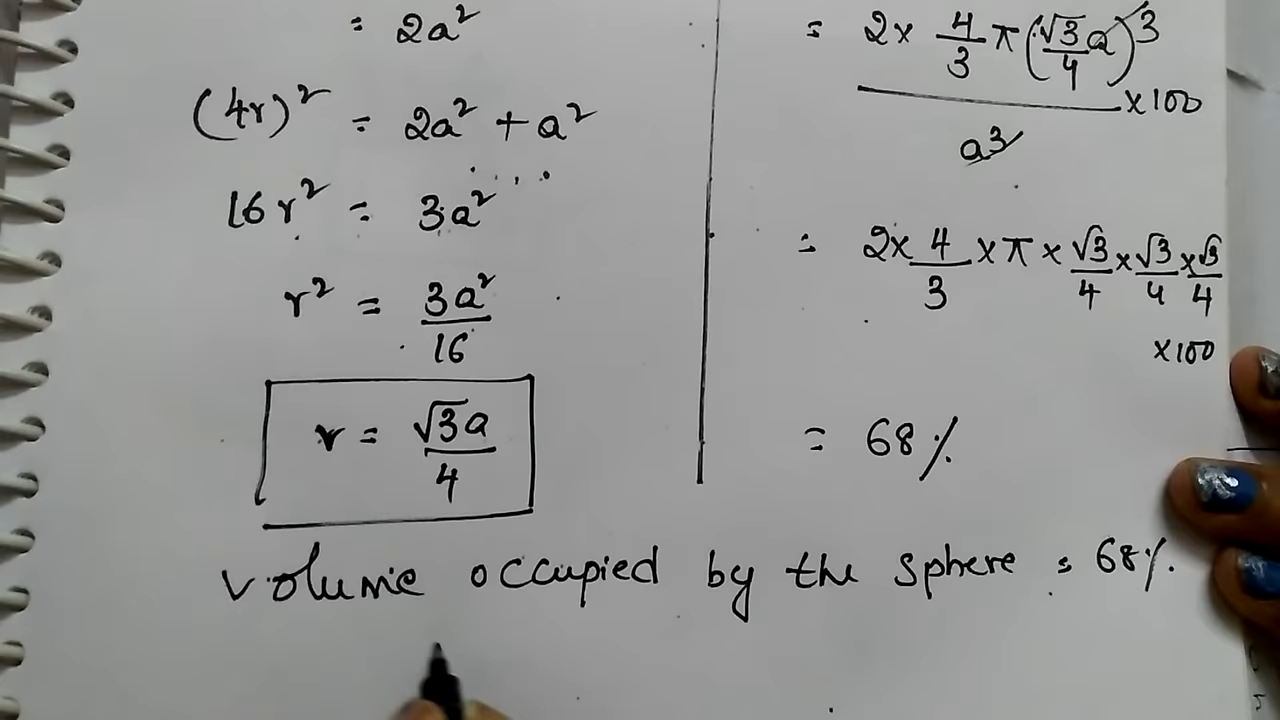 = 2a²
(4r)² = 2a² + a²
16r² = 3a²
r² = 3a²/16
r = √3a/4
= 2× 4/3 π (√3/4 a)³ / a³ ×100
= 2× 4/3 × π × √3/4 × √3/4 × √3/4
×100
= 68%
Volume occupied by the sphere = 68%.